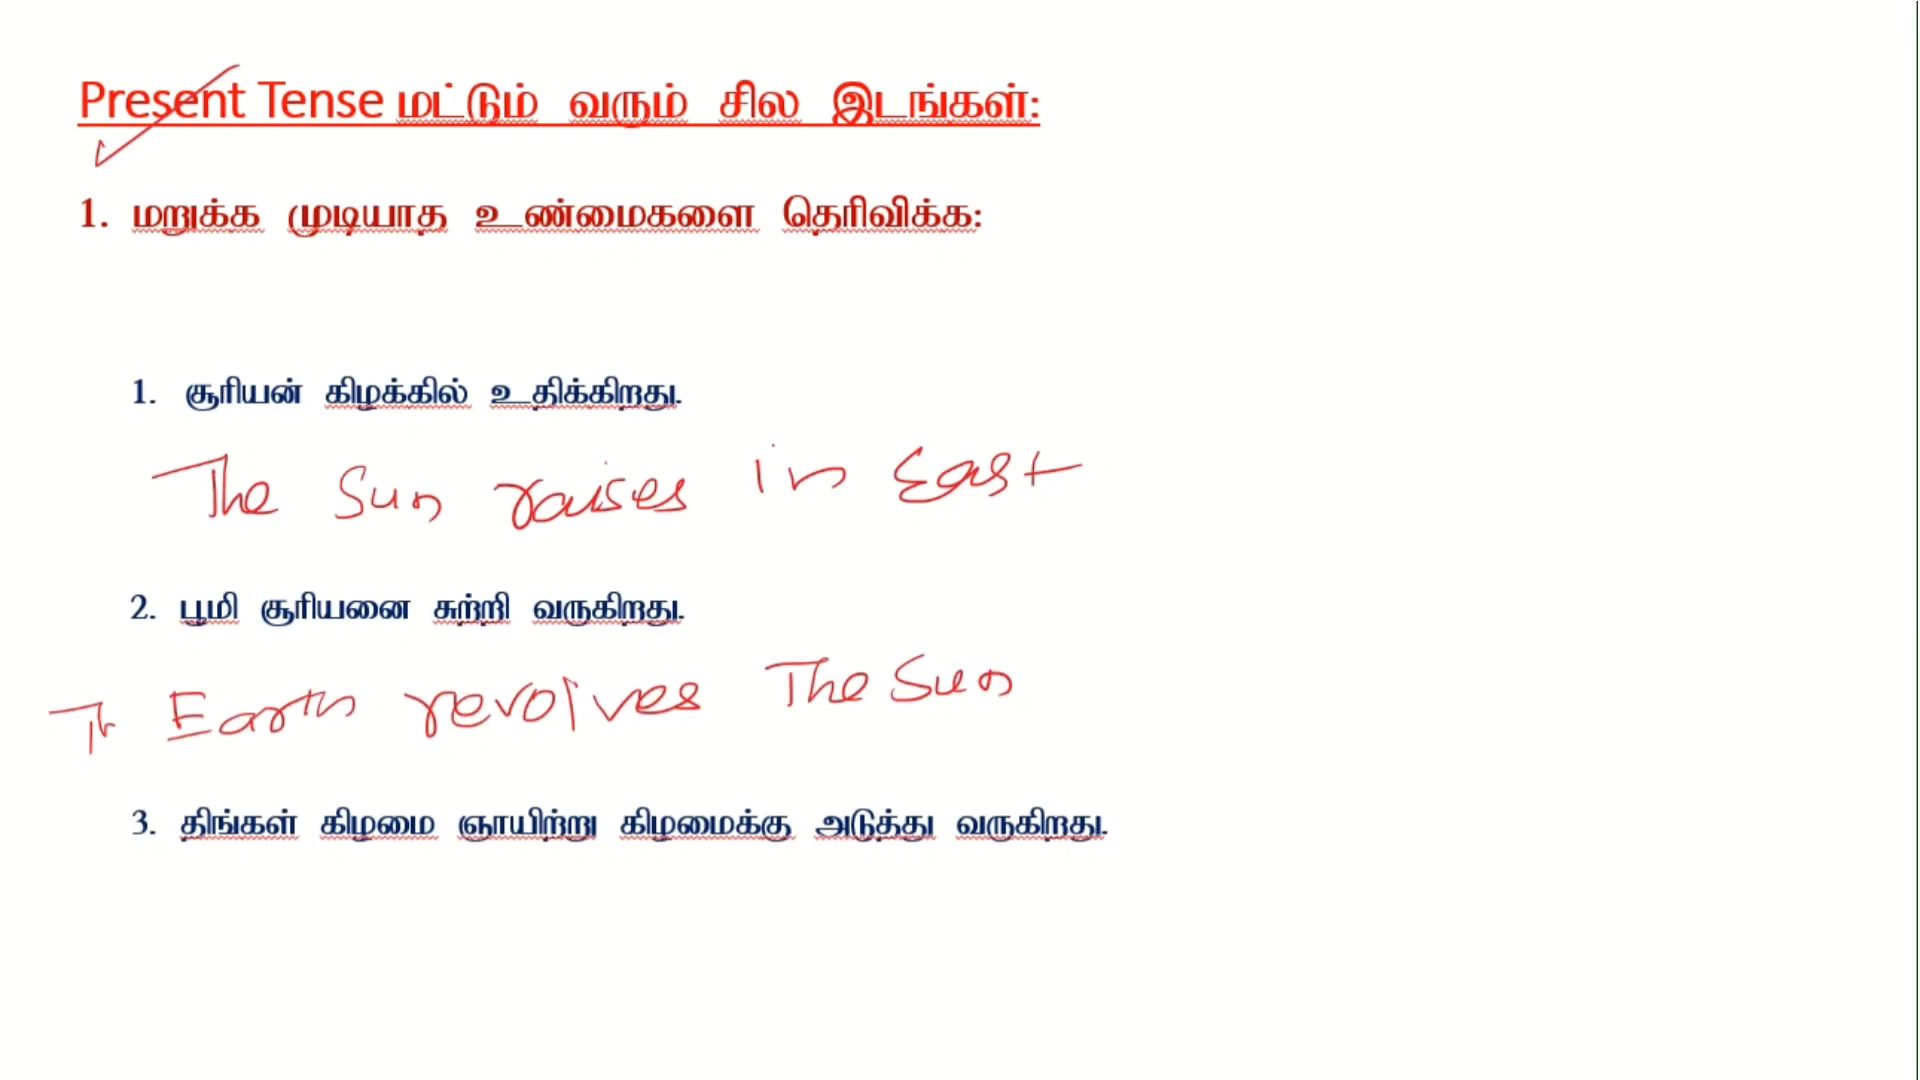 Present Tense மட்டும் வரும் சில இடங்கள்:
1. மறுக்க முடியாத உண்மைகளை தெரிவிக்க:
1. சூரியன் கிழக்கில் உதிக்கிறது.
The Sun raises in East
2. பூமி சூரியனை சுற்றி வருகிறது.
Th Earth revolves The Sun
3. திங்கள் கிழமை ஞாயிற்று கிழமைக்கு அடுத்து வருகிறது.